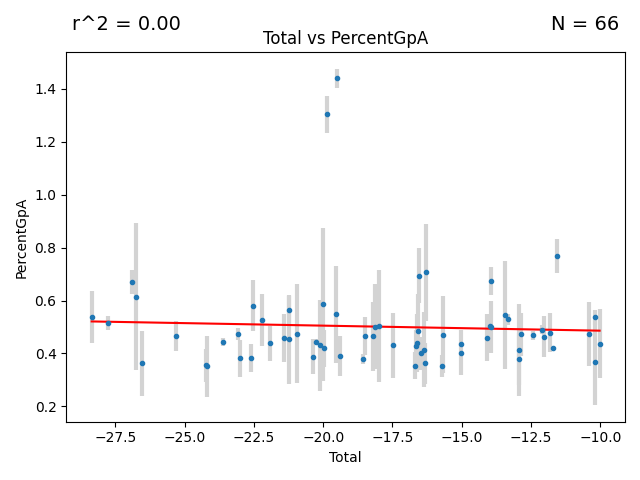 r^2 = 0.00
N = 66
Total vs PercentGpA
PercentGpA
1.4
1.2
1.0
0.8
0.6
0.4
0.2
−27.5 −25.0 −22.5 −20.0 −17.5 −15.0 −12.5 −10.0
Total